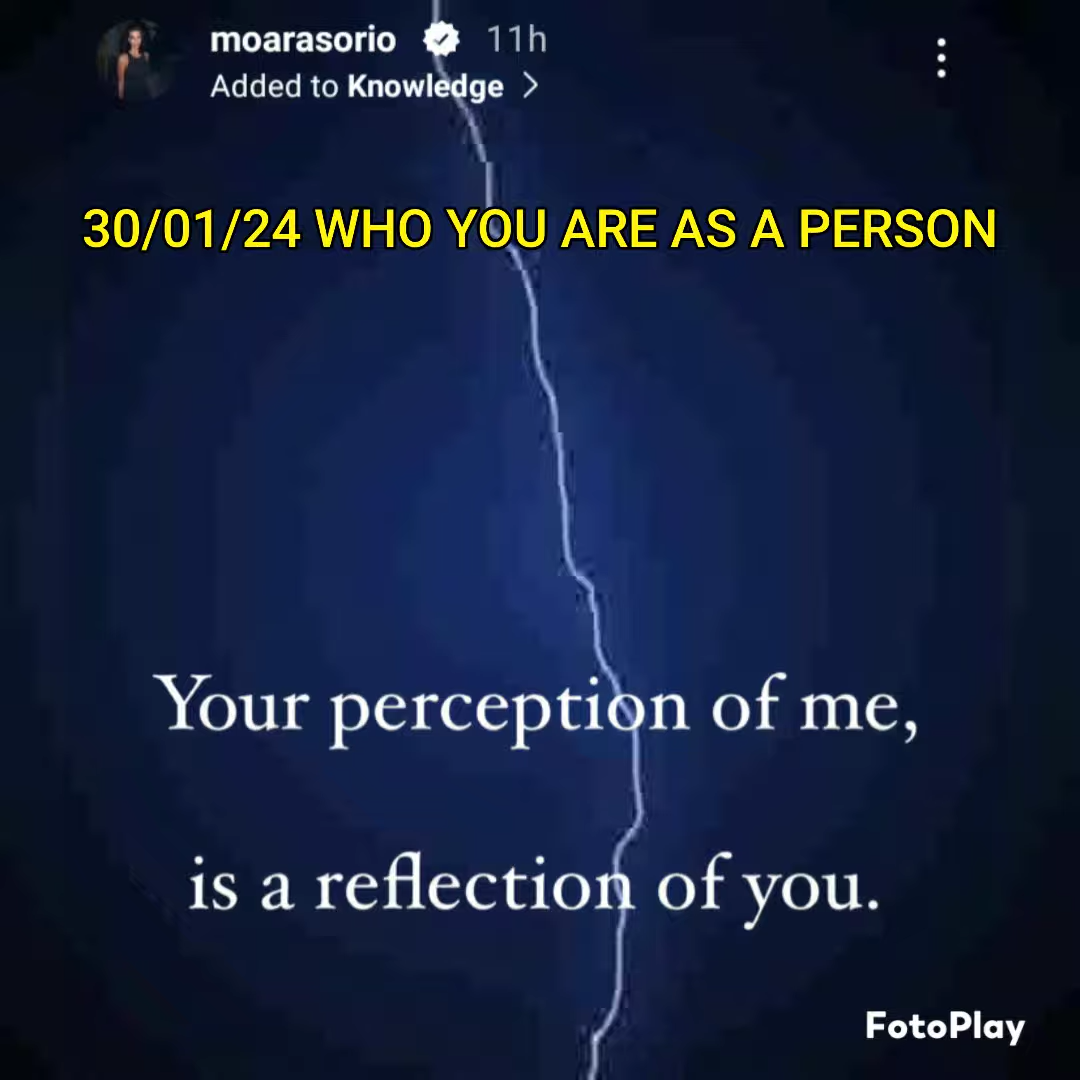 moarasorio 11h
Added to Knowledge >
30/01/24 WHO YOU ARE AS A PERSON
Your perception of me,
is a reflection of you.
FotoPlay